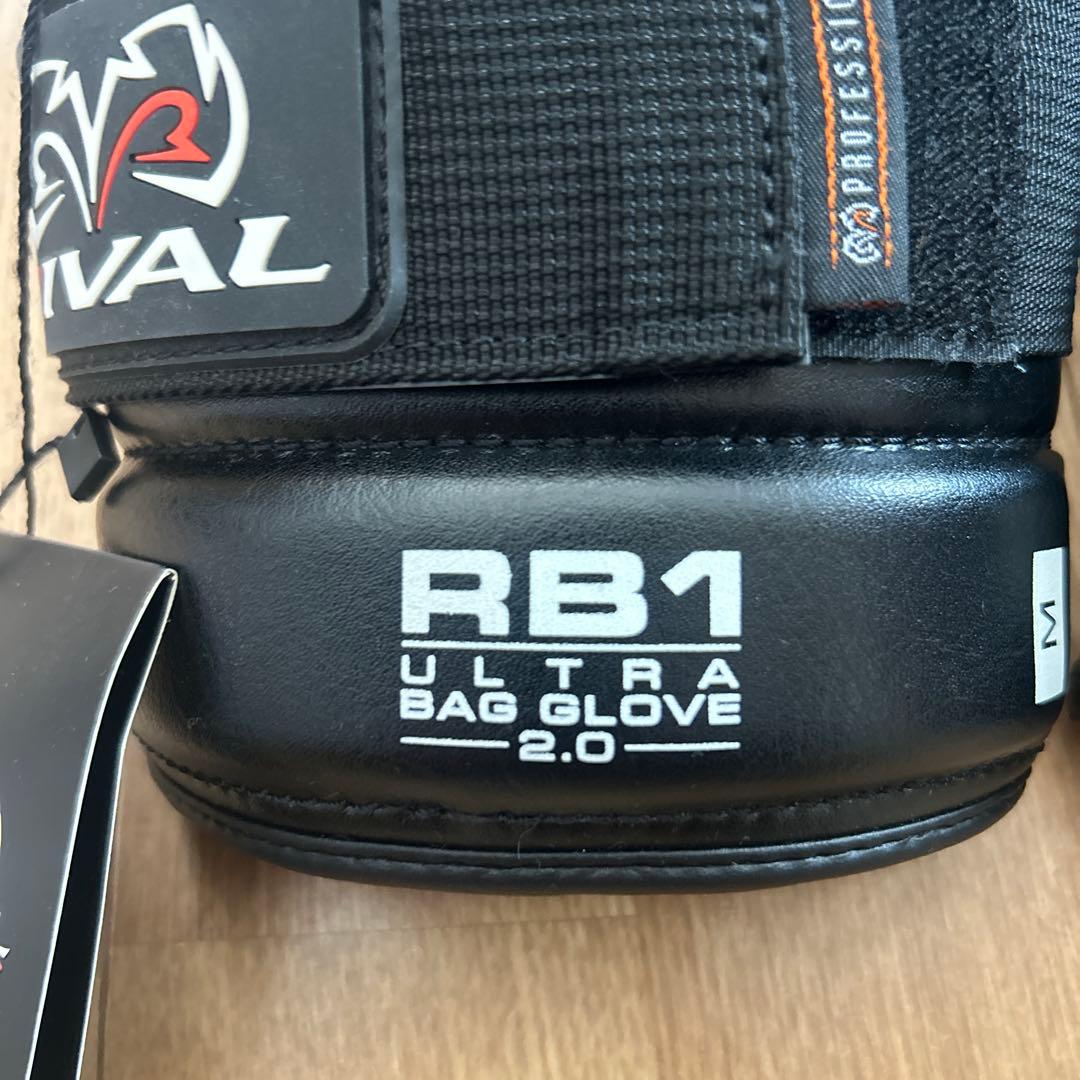 IVAL
PROFESSIO
RB1
ULTRA
BAG GLOVE
2.0
M